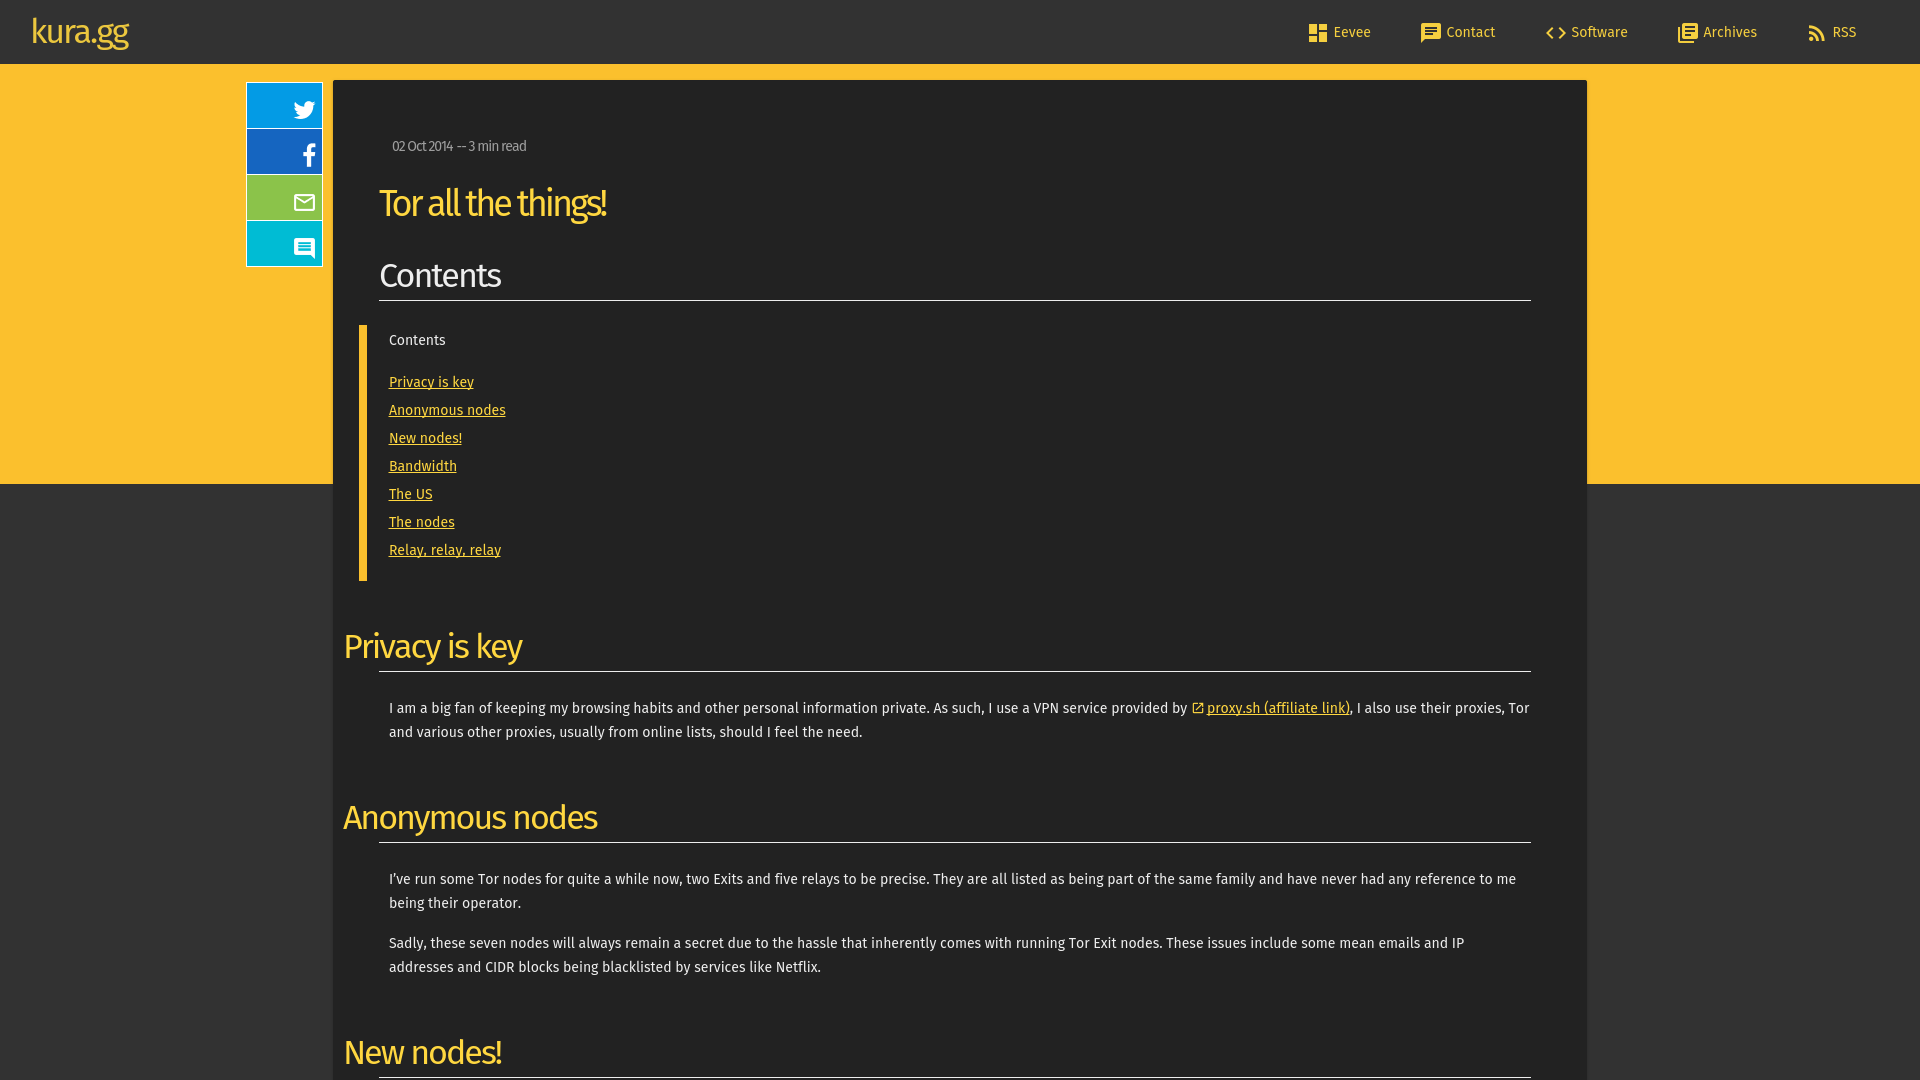 kura.gg
Eevee
Contact
Software
Archives
RSS
02 Oct 2014 -- 3 min read
Tor all the things!
Contents
Contents
Privacy is key
Anonymous nodes
New nodes!
Bandwidth
The US
The nodes
Relay, relay, relay
Privacy is key
I am a big fan of keeping my browsing habits and other personal information private. As such, I use a VPN service provided by proxy.sh (affiliate link), I also use their proxies, Tor
and various other proxies, usually from online lists, should I feel the need.
Anonymous nodes
I’ve run some Tor nodes for quite a while now, two Exits and five relays to be precise. They are all listed as being part of the same family and have never had any reference to me
being their operator.
Sadly, these seven nodes will always remain a secret due to the hassle that inherently comes with running Tor Exit nodes. These issues include some mean emails and IP
addresses and CIDR blocks being blacklisted by services like Netflix.
New nodes!